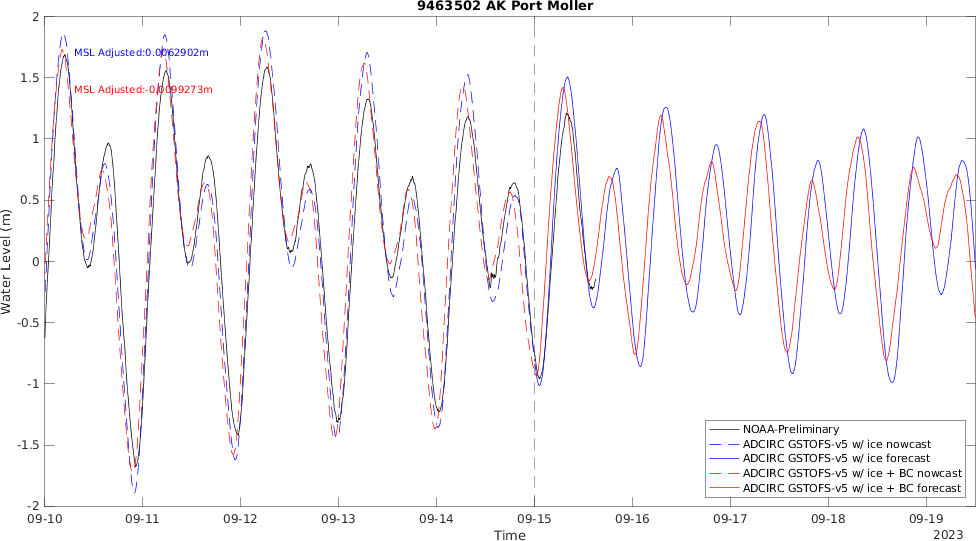 9463502 AK Port Moller
MSL Adjusted:0.0062902m
MSL Adjusted:-0.0099273m
Water Level (m)
2
1.5
1
0.5
0
-0.5
-1
-1.5
-2
NOAA-Preliminary
ADCIRC GSTOFS-v5 w/ ice nowcast
ADCIRC GSTOFS-v5 w/ ice forecast
ADCIRC GSTOFS-v5 w/ ice + BC nowcast
ADCIRC GSTOFS-v5 w/ ice + BC forecast
09-10 09-11 09-12 09-13 09-14 09-15 09-16 09-17 09-18 09-19
Time
2023